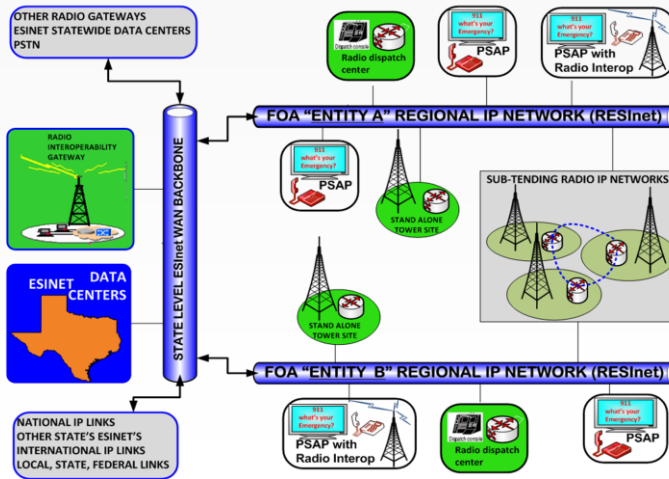 OTHER RADIO GATEWAYS
ESINET STATEWIDE DATA CENTERS
PSTN
Dispatch console
Radio dispatch
center
911
what's your
Emergency?
PSAP
911
what's your
Emergency?
PSAP with
Radio Interop
FOA "ENTITY A" REGIONAL IP NETWORK (RESInet)
RADIO
INTEROPERABILITY
GATEWAY
911
what's your
Emergency?
PSAP
STAND ALONE
TOWER SITE
SUB-TENDING RADIO IP NETWORKS
STATE LEVEL ESInet WAN BACKBONE
DATA
ESINET CENTERS
STAND ALONE
TOWER SITE
FOA "ENTITY B" REGIONAL IP NETWORK (RESInet)
NATIONAL IP LINKS
OTHER STATE'S ESINET'S
INTERNATIONAL IP LINKS
LOCAL, STATE, FEDERAL LINKS
911
what's your
Emergency?
PSAP with
Radio Interop
Dispatch console
Radio dispatch
center
911
what's your
Emergency?
PSAP